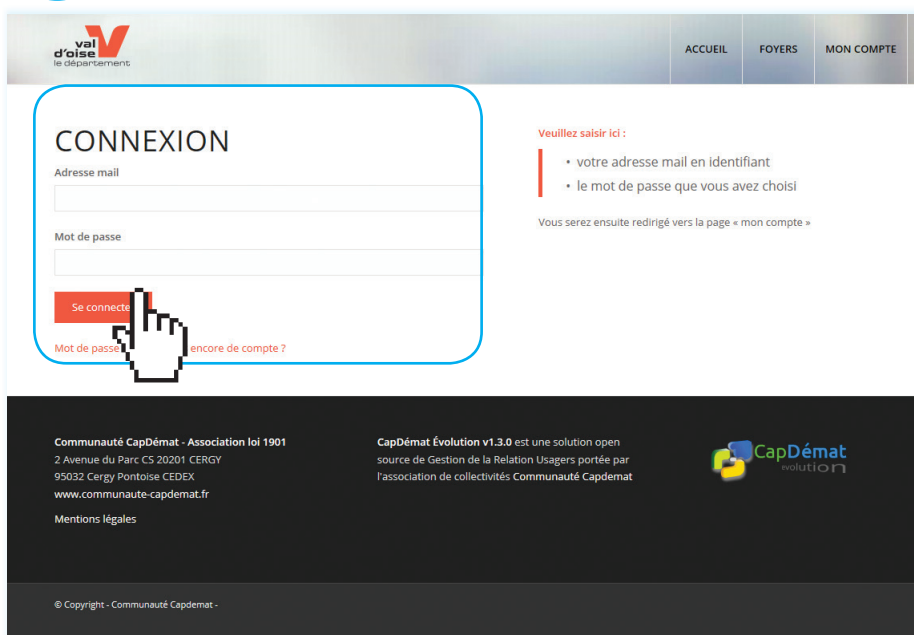 val
d'oise
le département
ACCUEIL FOYERS MON COMPTE
CONNEXION
Adresse mail
Mot de passe
Se connecte
Mot de passe encore de compte ?
Veuillez saisir ici :
• votre adresse mail en identifiant
• le mot de passe que vous avez choisi
Vous serez ensuite redirigé vers la page « mon compte »
Communauté CapDémat - Association loi 1901
2 Avenue du Parc CS 20201 CERGY
95032 Cergy Pontoise CEDEX
www.communaute-capdemat.fr
Mentions légales
CapDémat Évolution v1.3.0 est une solution open
source de Gestion de la Relation Usagers portée par
l'association de collectivités Communauté Capdemat
CapDémat
evolution
© Copyright - Communauté Capdemat -